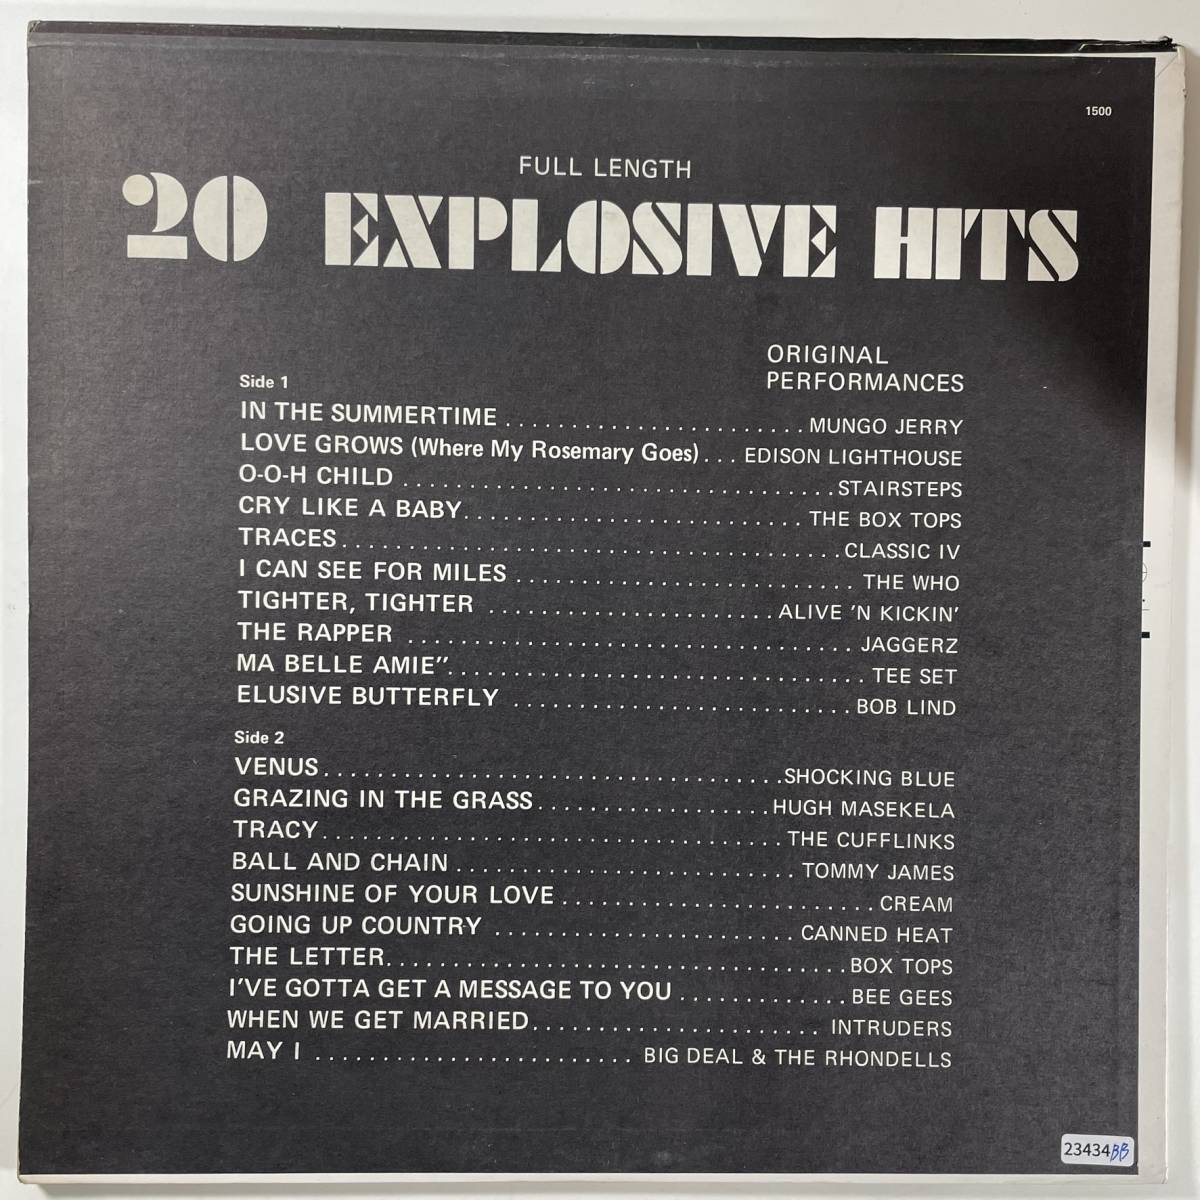 1500
FULL LENGTH
20 EXPLOSIVE HITS
ORIGINAL
PERFORMANCES
Side 1
IN THE SUMMERTIME . . . . . . . . . . . . . . . . . . . . . . . MUNGO JERRY
LOVE GROWS (Where My Rosemary Goes) . . . EDISON LIGHTHOUSE
O-O-H CHILD . . . . . . . . . . . . . . . . . . . . . . . . . . . . . . . . . STAIRSTEPS
CRY LIKE A BABY . . . . . . . . . . . . . . . . . . . . . . . . . . THE BOX TOPS
TRACES . . . . . . . . . . . . . . . . . . . . . . . . . . . . . . . . . . . . . . CLASSIC IV
I CAN SEE FOR MILES . . . . . . . . . . . . . . . . . . . . . . . . . . THE WHO
TIGHTER, TIGHTER . . . . . . . . . . . . . . . . . . . . . . ALIVE 'N KICKIN'
THE RAPPER . . . . . . . . . . . . . . . . . . . . . . . . . . . . . . . . . . JAGGERZ
MA BELLE AMIE" . . . . . . . . . . . . . . . . . . . . . . . . . . . . . . . . TEE SET
ELUSIVE BUTTERFLY . . . . . . . . . . . . . . . . . . . . . . . . . . BOB LIND
Side 2
VENUS . . . . . . . . . . . . . . . . . . . . . . . . . . . . . . . . . . . SHOCKING BLUE
GRAZING IN THE GRASS . . . . . . . . . . . . . . . . . . HUGH MASEKELA
TRACY . . . . . . . . . . . . . . . . . . . . . . . . . . . . . . . . . . . THE CUFFLINKS
BALL AND CHAIN . . . . . . . . . . . . . . . . . . . . . . . . . . TOMMY JAMES
SUNSHINE OF YOUR LOVE . . . . . . . . . . . . . . . . . . . . . . . . CREAM
GOING UP COUNTRY . . . . . . . . . . . . . . . . . . . . . . . CANNED HEAT
THE LETTER . . . . . . . . . . . . . . . . . . . . . . . . . . . . . . . . . . . BOX TOPS
I'VE GOTTA GET A MESSAGE TO YOU . . . . . . . . . . . . . BEE GEES
WHEN WE GET MARRIED . . . . . . . . . . . . . . . . . . . . . . INTRUDERS
MAY I . . . . . . . . . . . . . . . . . . . . . . . . BIG DEAL & THE RHONDELLS
23434BB